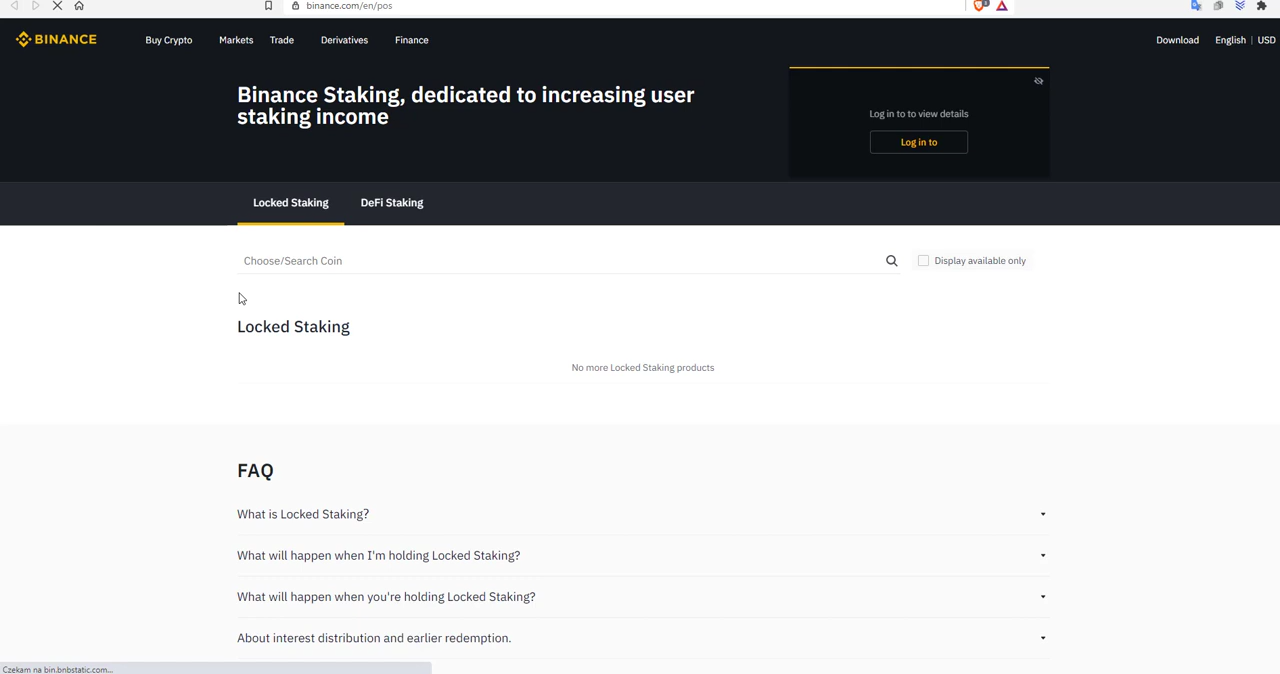 binance.com/en/pos
BINANCE
Buy Crypto Markets Trade Derivatives Finance
Download English | USD
Binance Staking, dedicated to increasing user
staking income
Log in to to view details
Log in to
Locked Staking DeFi Staking
Choose/Search Coin
Display available only
Locked Staking
No more Locked Staking products
FAQ
What is Locked Staking?
What will happen when I'm holding Locked Staking?
What will happen when you're holding Locked Staking?
About interest distribution and earlier redemption.
Czekam na bin.bnbstatic.com...